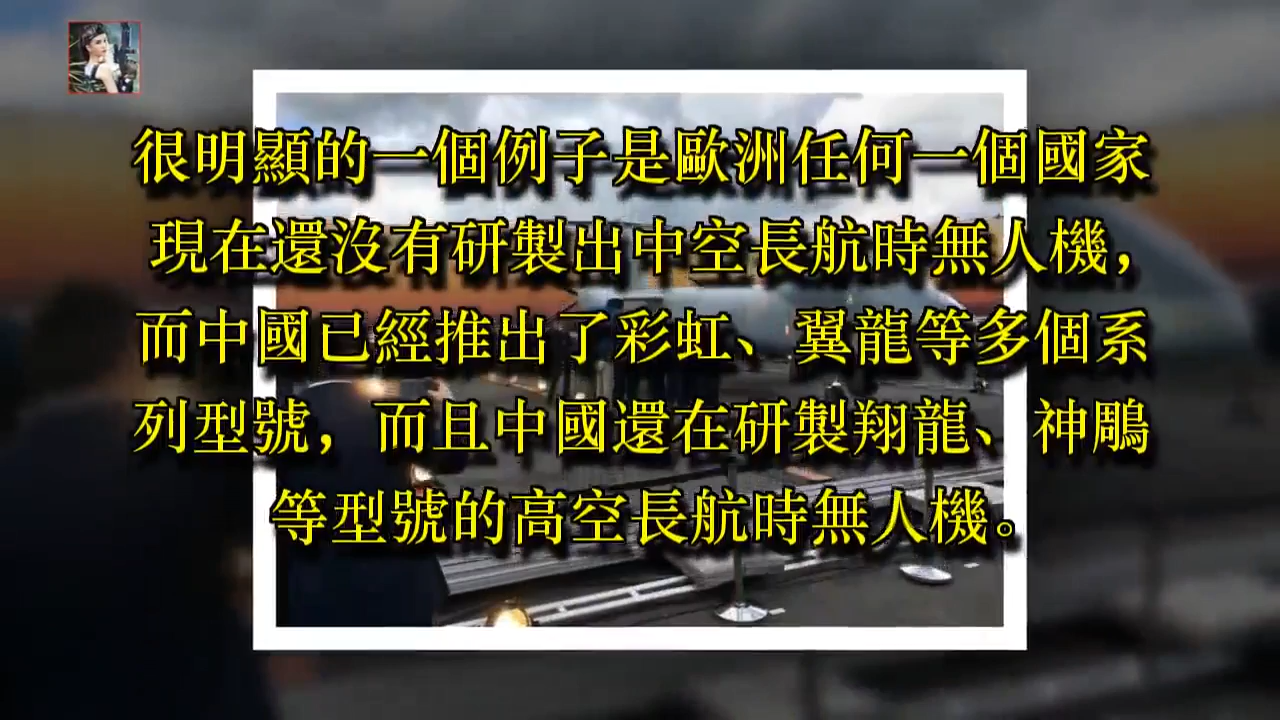 很明顯的一個例子是歐洲任何一個國家
現在還沒有研製出中空長航時無人機，
而中國已經推出了彩虹、翼龍等多個系
列型號，而且中國還在研製翔龍、神鵰
等型號的高空長航時無人機。